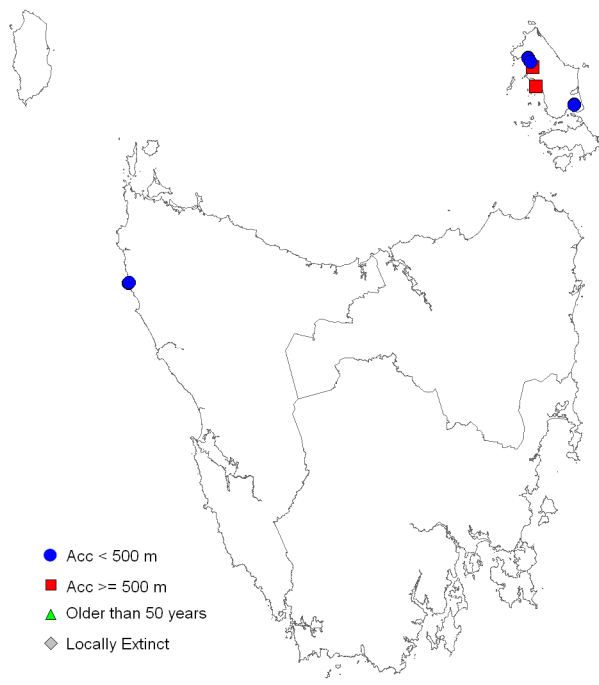 Acc < 500 m
Acc >= 500 m
Older than 50 years
Locally Extinct